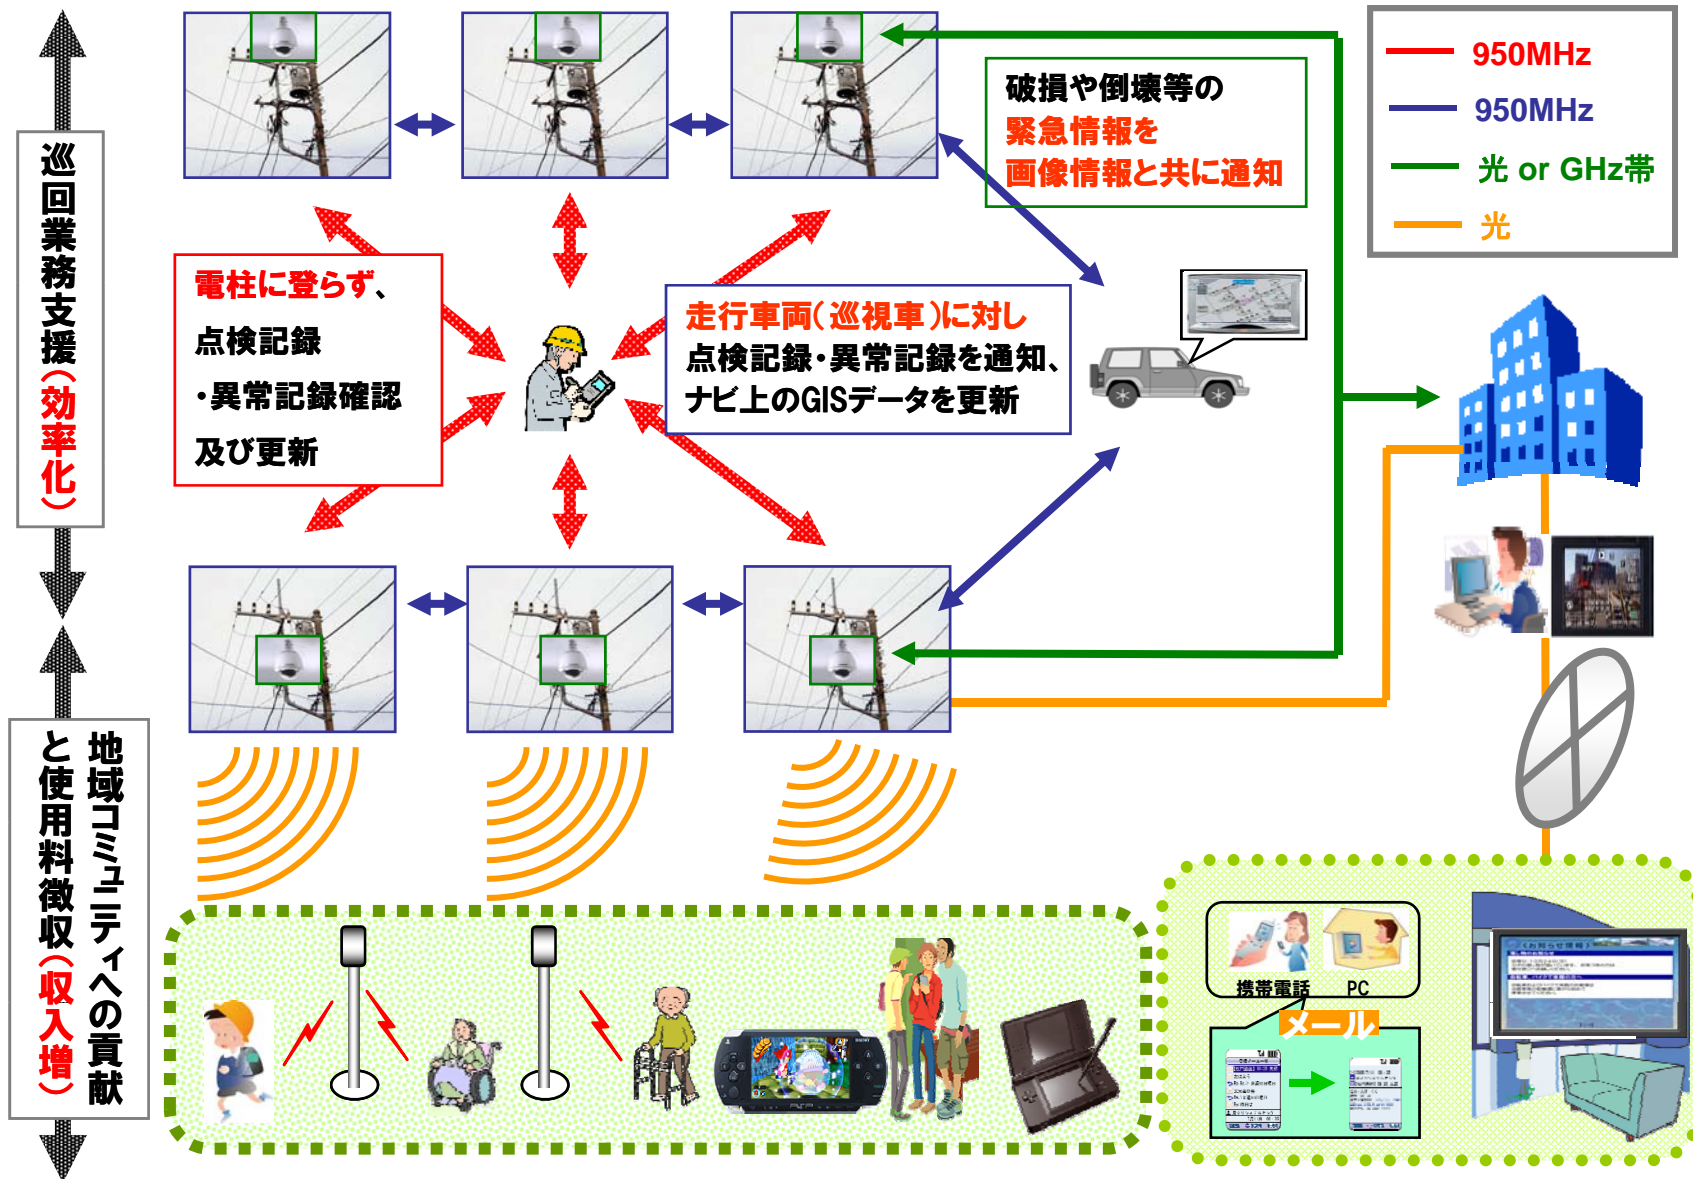 巡回業務支援（効率化）
地域コミュニティへの貢献
と使用料徴収（収入増）
950MHz
950MHz
光 or GHz帯
光
破損や倒壊等の
緊急情報を
画像情報と共に通知
電柱に登らず、
点検記録
・異常記録確認
及び更新
走行車両（巡視車）に対し
点検記録・異常記録を通知、
ナビ上のGISデータを更新
携帯電話
PC
メール
《お知らせ情報》